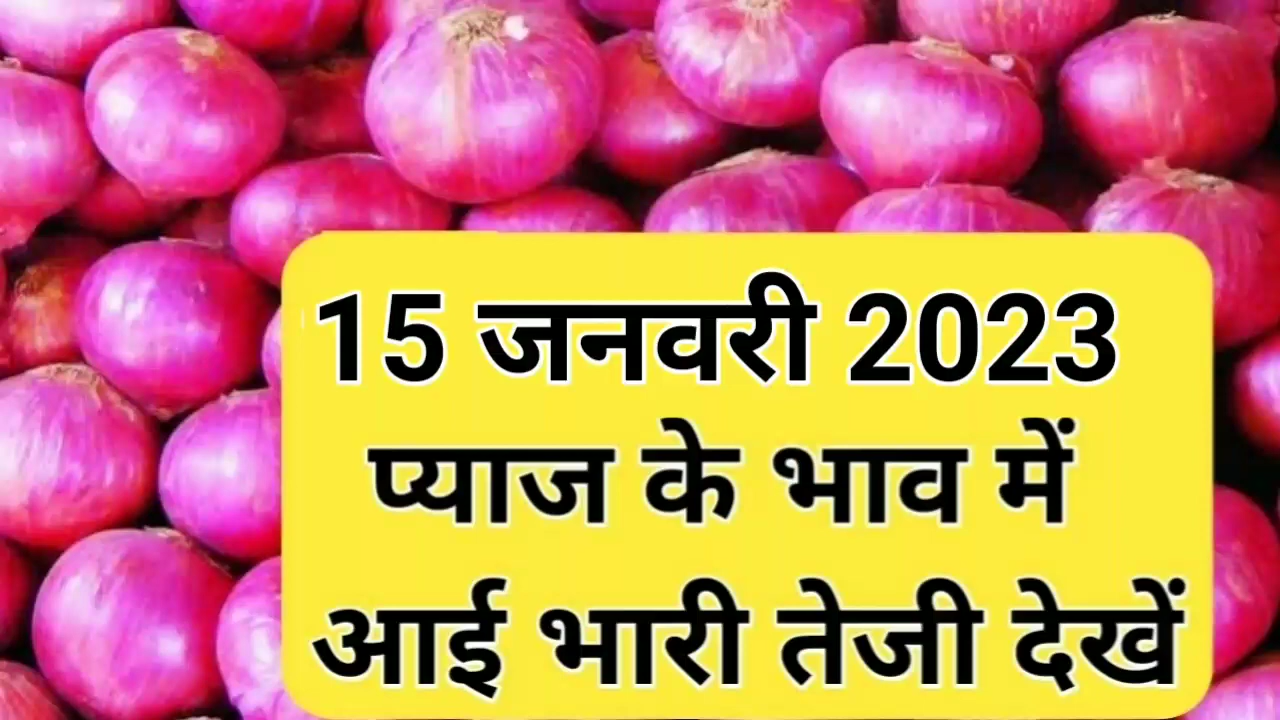 15 जनवरी 2023
प्याज के भाव में
आई भारी तेजी देखें